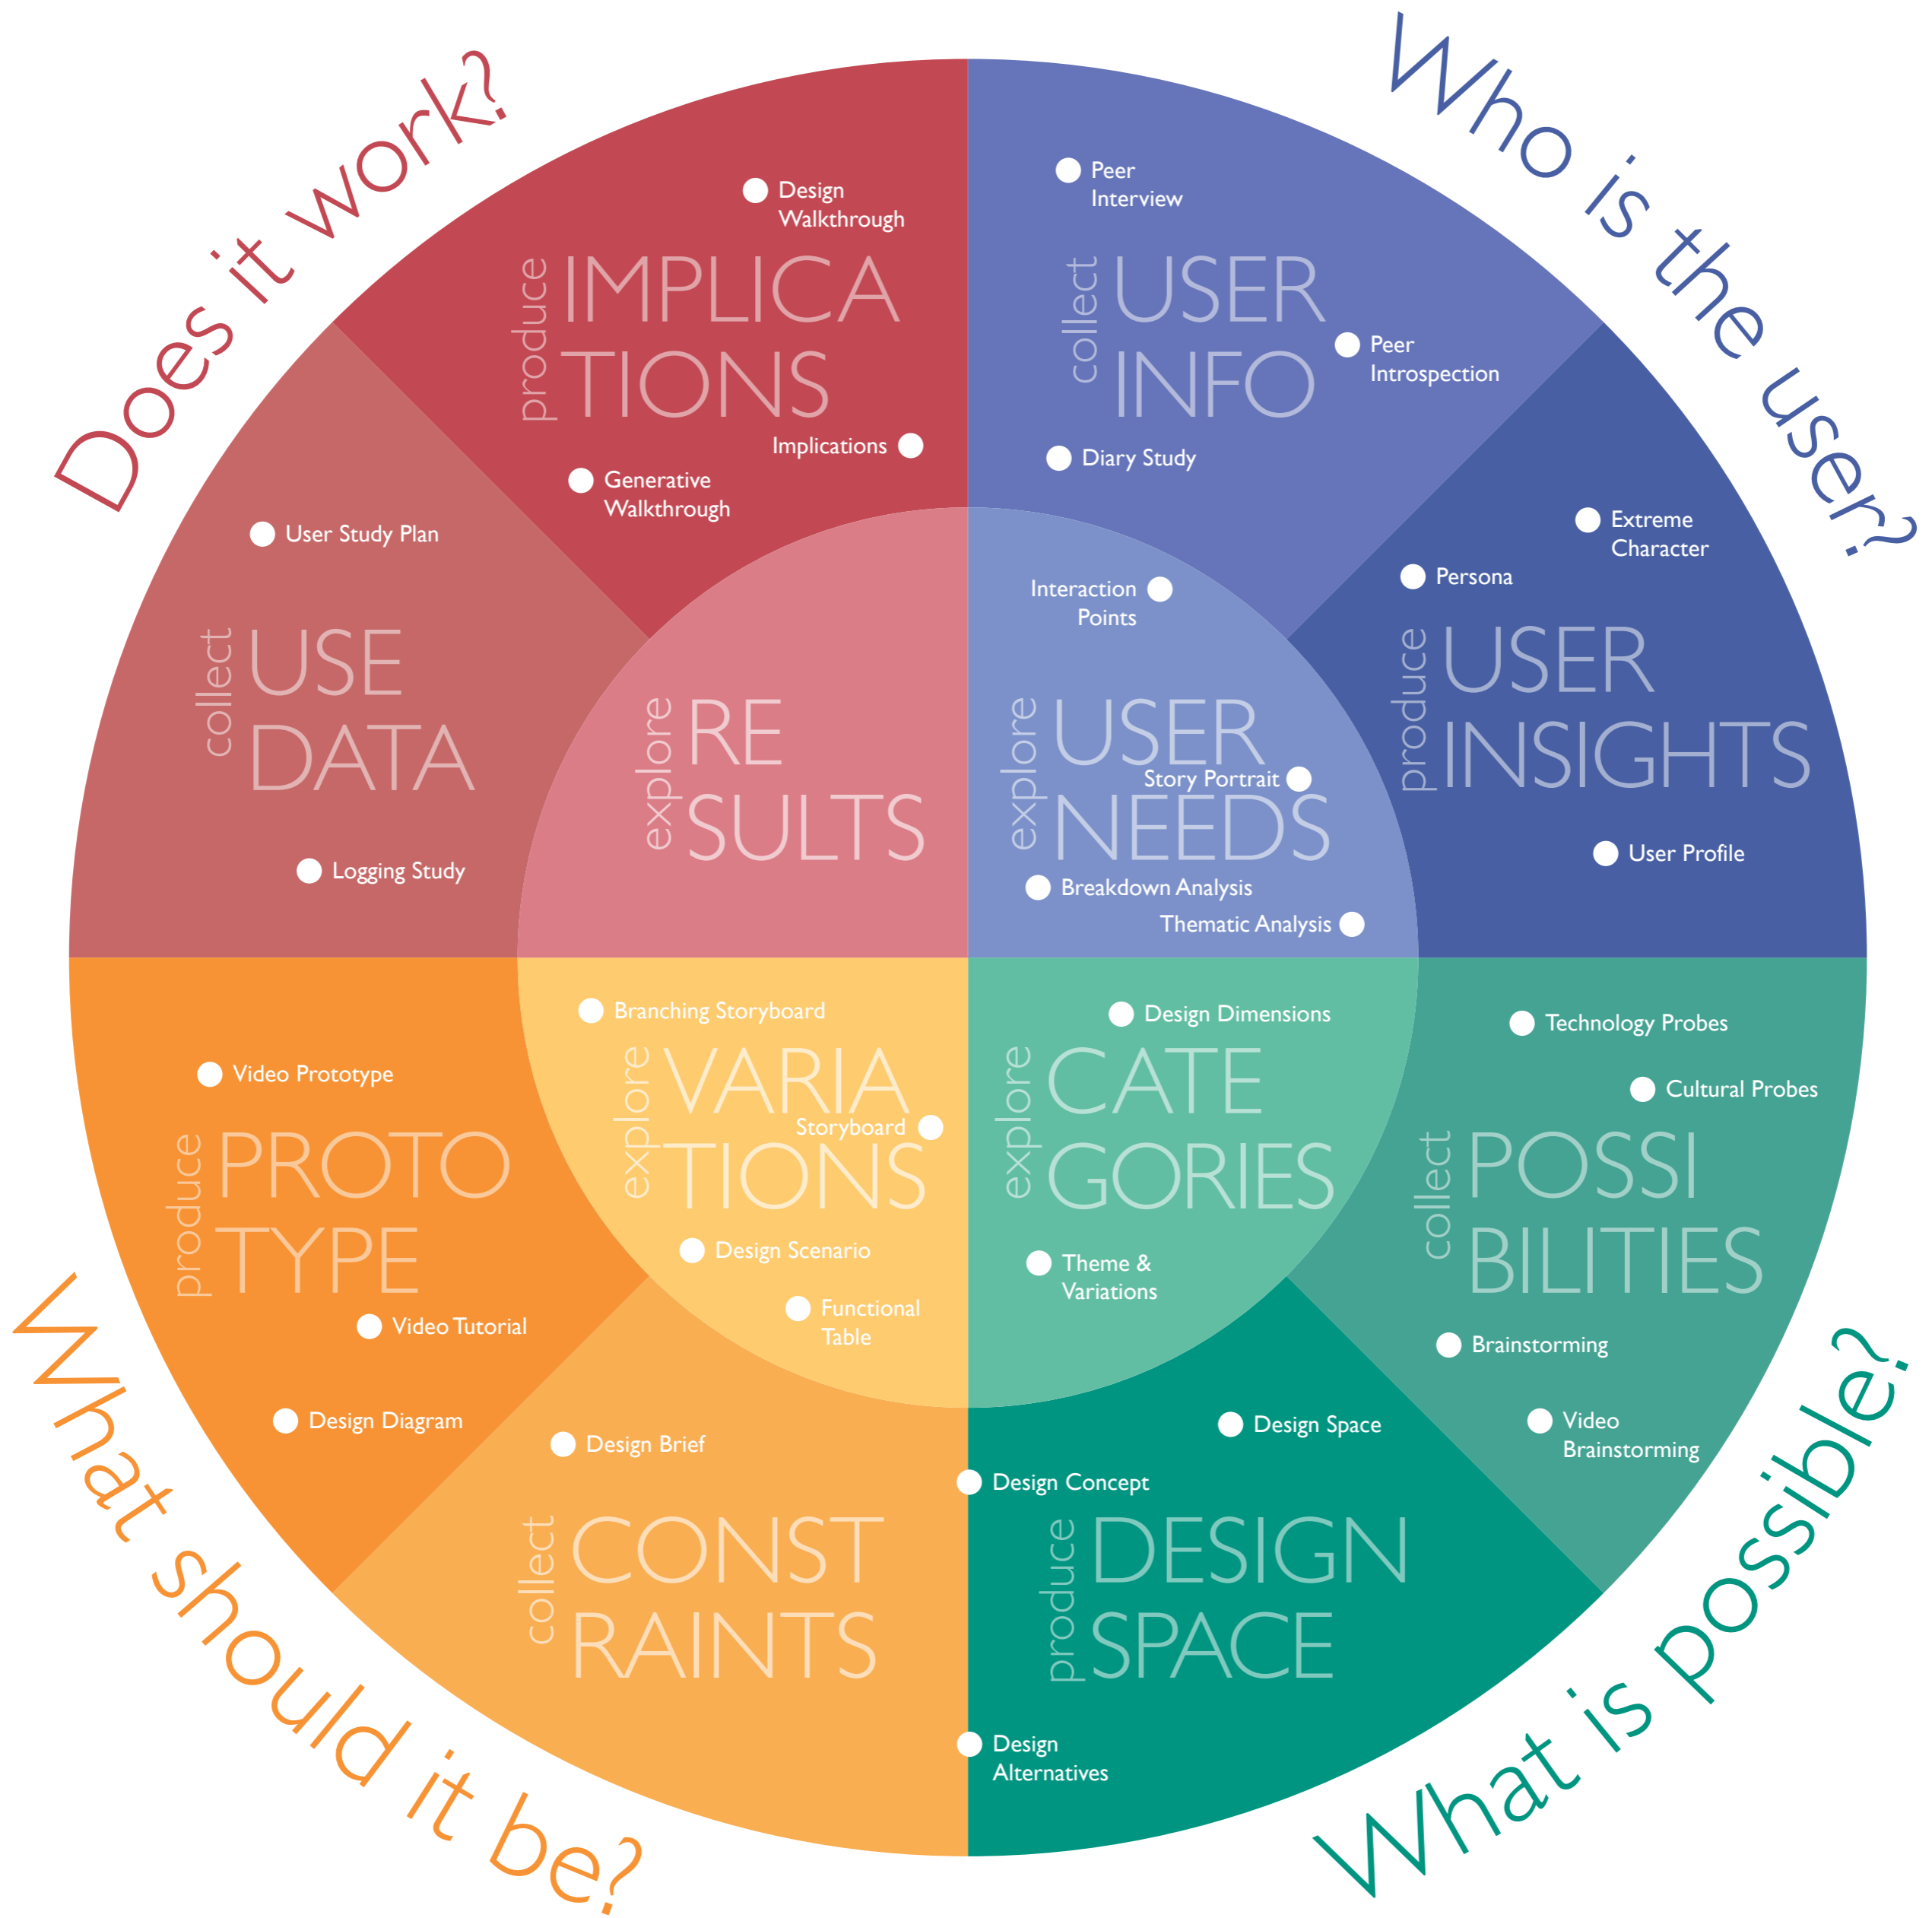 Does it work?
Who is the user?
Design
Walkthrough
produce
IMPLICA
TIONS
Implications
Generative
Walkthrough
Peer
Interview
collect
USER
INFO
Peer
Introspection
Diary Study
User Study Plan
collect
USE
DATA
Logging Study
explore
RE
SULTS
Interaction
Points
explore
USER
Story Portrait
NEEDS
Breakdown Analysis
Thematic Analysis
Extreme
Character
Persona
produce
USER
INSIGHTS
User Profile
Video Prototype
produce
PROTO
TYPE
Video Tutorial
Design Diagram
Branching Storyboard
explore
VARIA
Storyboard
TIONS
Design Scenario
Functional
Table
Design Dimensions
explore
CATE
GORIES
Theme &
Variations
Technology Probes
Cultural Probes
collect
POSSI
BILITIES
Brainstorming
Video
Brainstorming
Design Brief
collect
CONST
RAINTS
Design Space
Design Concept
produce
DESIGN
SPACE
Design
Alternatives
What should it be?
What is possible?